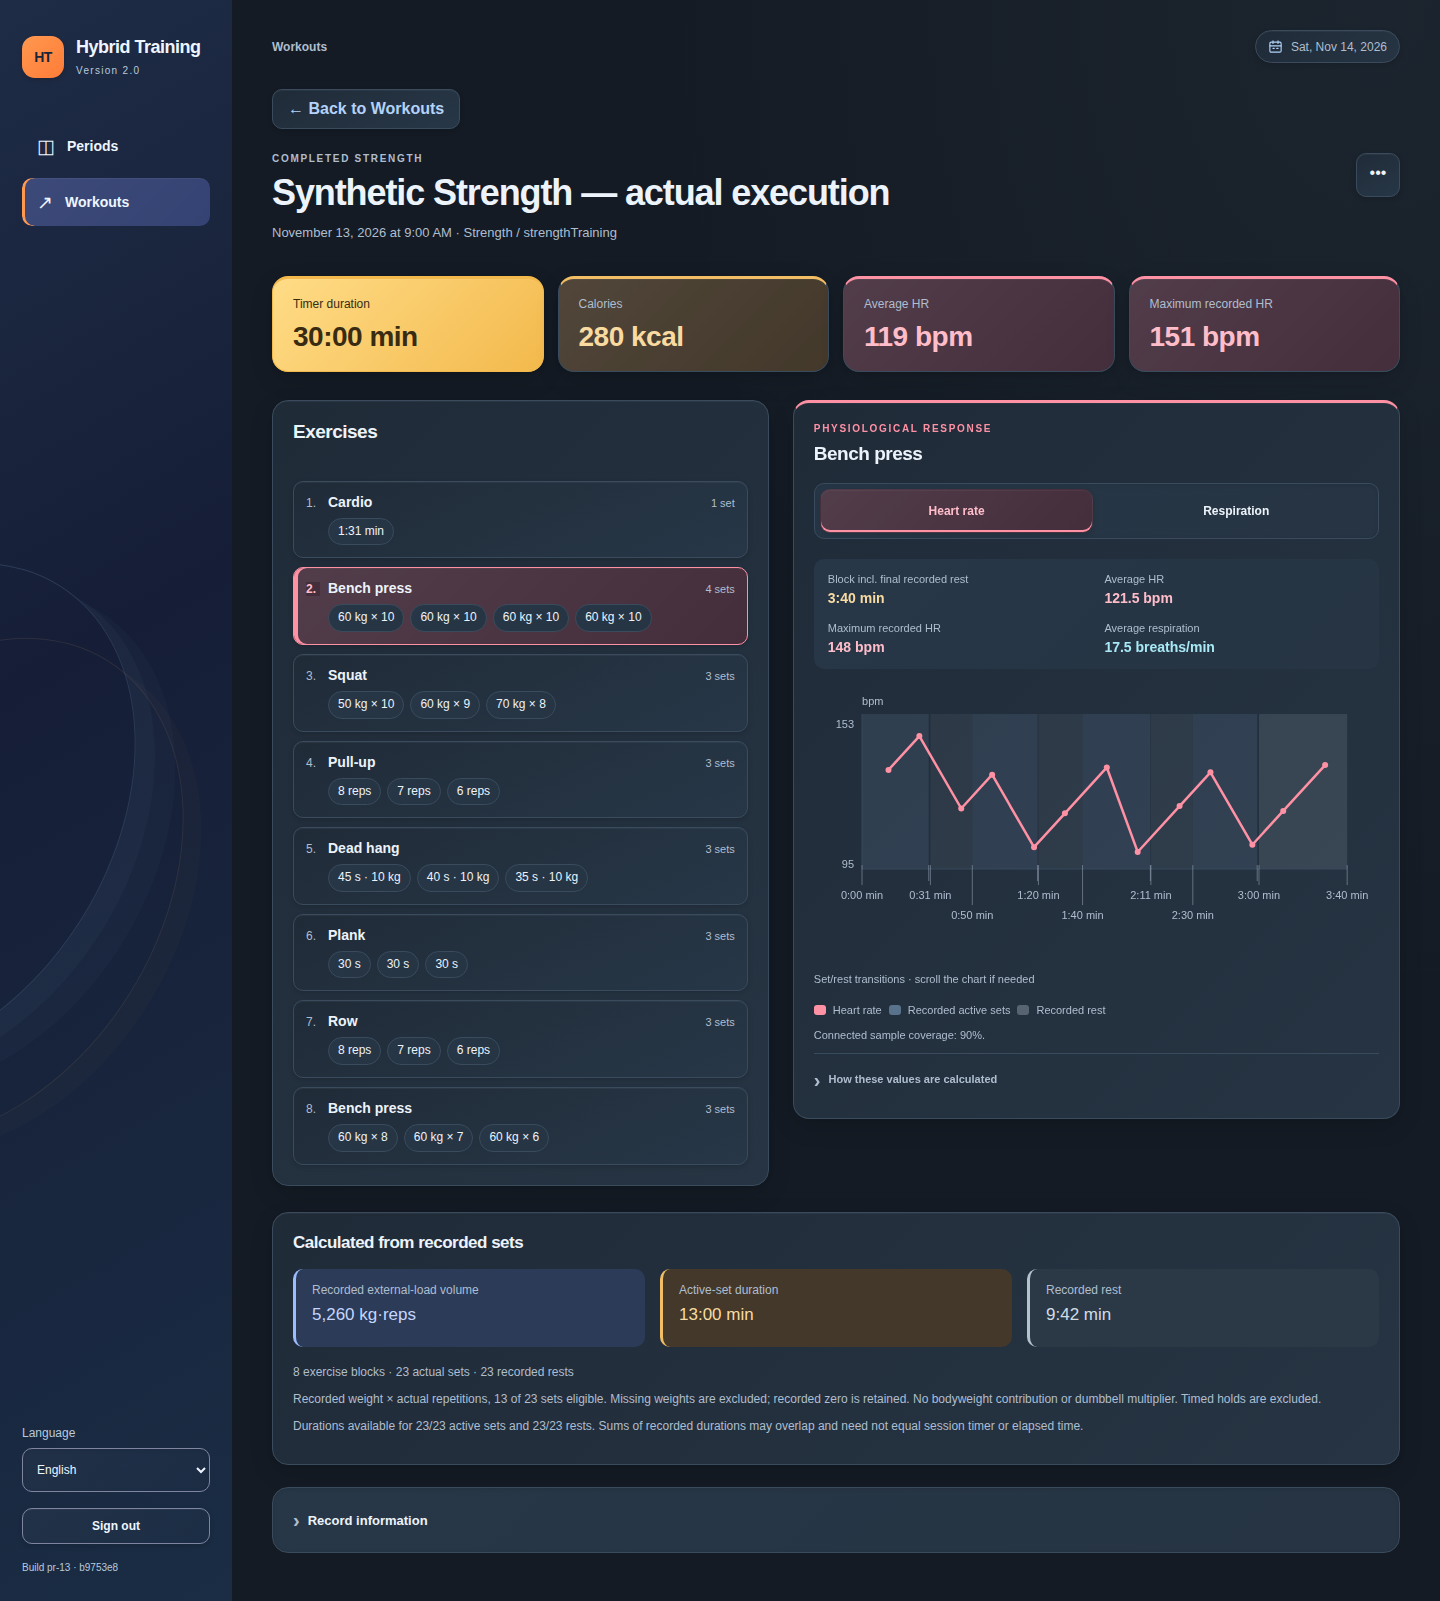 HT
Hybrid Training
Version 2.0
Periods
Workouts
Language
English
Sign out
Build pr-13 · b9753e8
Workouts
Sat, Nov 14, 2026
← Back to Workouts
COMPLETED STRENGTH
Synthetic Strength — actual execution
•••
November 13, 2026 at 9:00 AM · Strength / strengthTraining
Timer duration
30:00 min
Calories
280 kcal
Average HR
119 bpm
Maximum recorded HR
151 bpm
Exercises
1. Cardio 1 set
1:31 min
2. Bench press 4 sets
60 kg × 10 60 kg × 10 60 kg × 10 60 kg × 10
3. Squat 3 sets
50 kg × 10 60 kg × 9 70 kg × 8
4. Pull-up 3 sets
8 reps 7 reps 6 reps
5. Dead hang 3 sets
45 s · 10 kg 40 s · 10 kg 35 s · 10 kg
6. Plank 3 sets
30 s 30 s 30 s
7. Row 3 sets
8 reps 7 reps 6 reps
8. Bench press 3 sets
60 kg × 8 60 kg × 7 60 kg × 6
PHYSIOLOGICAL RESPONSE
Bench press
Heart rate Respiration
Block incl. final recorded rest
3:40 min
Average HR
121.5 bpm
Maximum recorded HR
148 bpm
Average respiration
17.5 breaths/min
bpm
153
95
0:00 min 0:31 min 1:20 min 2:11 min 3:00 min 3:40 min
0:50 min 1:40 min 2:30 min
Set/rest transitions · scroll the chart if needed
Heart rate Recorded active sets Recorded rest
Connected sample coverage: 90%.
› How these values are calculated
Calculated from recorded sets
Recorded external-load volume
5,260 kg·reps
Active-set duration
13:00 min
Recorded rest
9:42 min
8 exercise blocks · 23 actual sets · 23 recorded rests
Recorded weight × actual repetitions, 13 of 23 sets eligible. Missing weights are excluded; recorded zero is retained. No bodyweight contribution or dumbbell multiplier. Timed holds are excluded.
Durations available for 23/23 active sets and 23/23 rests. Sums of recorded durations may overlap and need not equal session timer or elapsed time.
› Record information